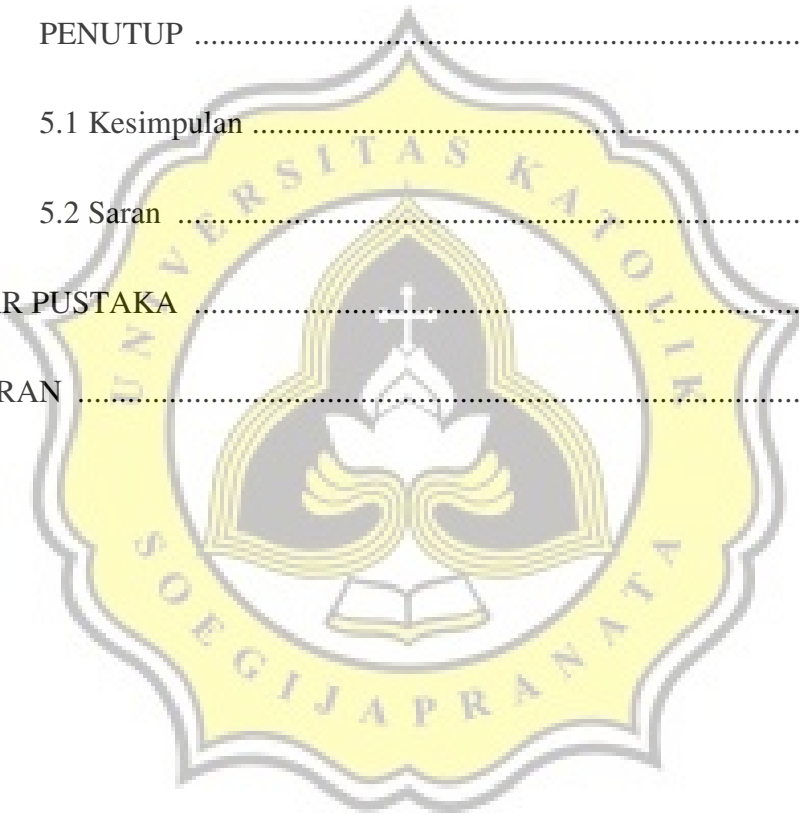 PENUTUP ................................................................................
5.1 Kesimpulan ........................................................................
5.2 Saran ................................................................................
R PUSTAKA ................................................................................
RAN ................................................................................
UNIVERSITAS KATOLIK
SOEGIJAPRANATA